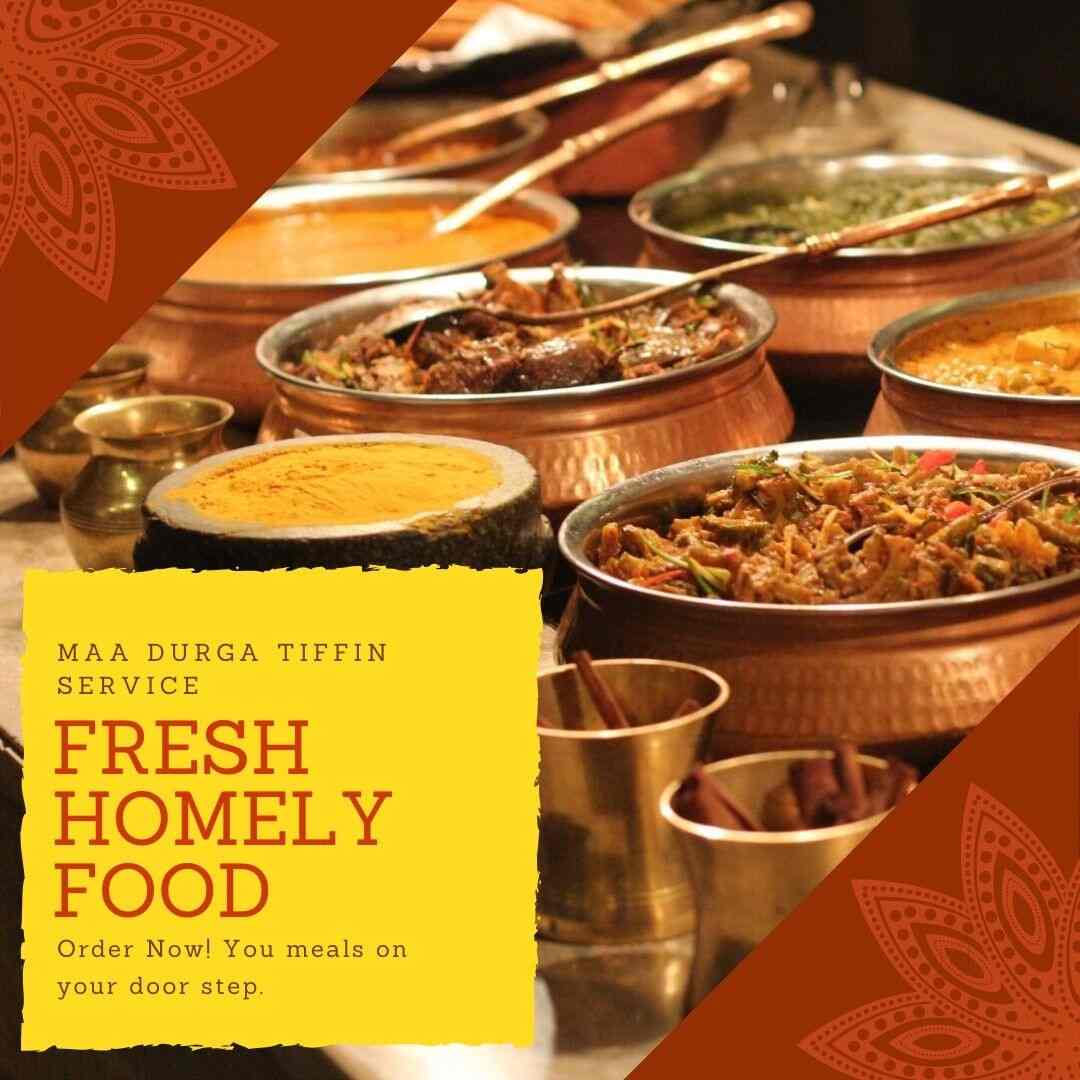 MAA DURGA TIFFIN
SERVICE
FRESH
HOMELY
FOOD
Order Now! You meals on
your door step.